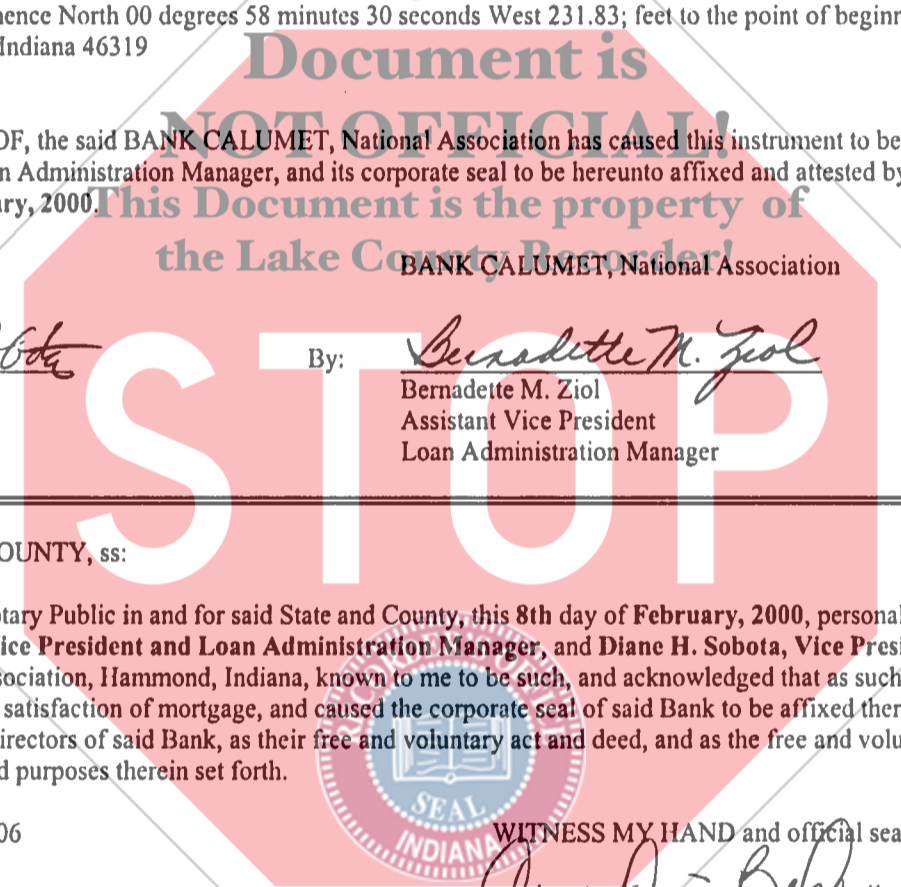 ence North 00 degrees 58 minutes 30 seconds West 231.83; feet to the point of beginn
Indiana 46319
Document is
NOT OFFICIAL!
OF, the said BANK CALUMET, National Association has caused this instrument to be
n Administration Manager, and its corporate seal to be hereunto affixed and attested by
ary, 2000.
This Document is the property of
the Lake County Recorder!
BANK CALUMET, National Association
By: Bernadette M. Ziol
Bernadette M. Ziol
Assistant Vice President
Loan Administration Manager
STOP
OUNTY, ss:
tary Public in and for said State and County, this 8th day of February, 2000, personal
ice President and Loan Administration Manager, and Diane H. Sobota, Vice Presi
sociation, Hammond, Indiana, known to me to be such, and acknowledged that as such
satisfaction of mortgage, and caused the corporate seal of said Bank to be affixed ther
irectors of said Bank, as their free and voluntary act and deed, and as the free and volu
d purposes therein set forth.
SEAL
INDIANA
06
WITNESS MY HAND and official sea